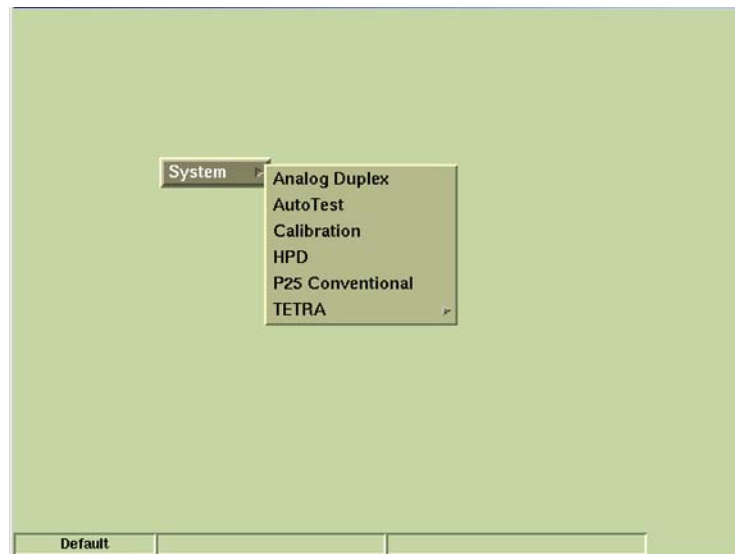 System
Analog Duplex
AutoTest
Calibration
HPD
P25 Conventional
TETRA
Default